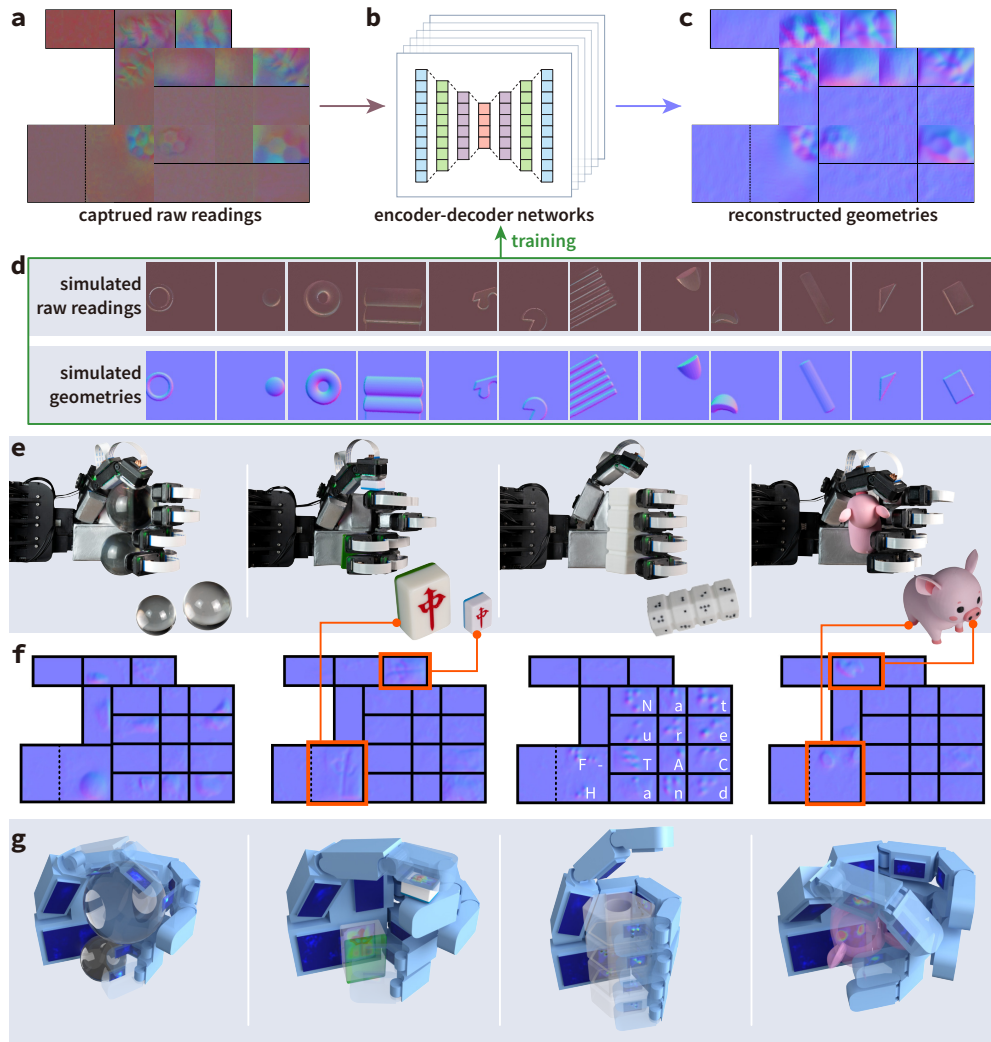 a
b
c
captrued raw readings
encoder-decoder networks
reconstructed geometries
training
d
simulated
raw readings
simulated
geometries
e
中
中
f
N a t
u r e
F - T A C
H a n d
g